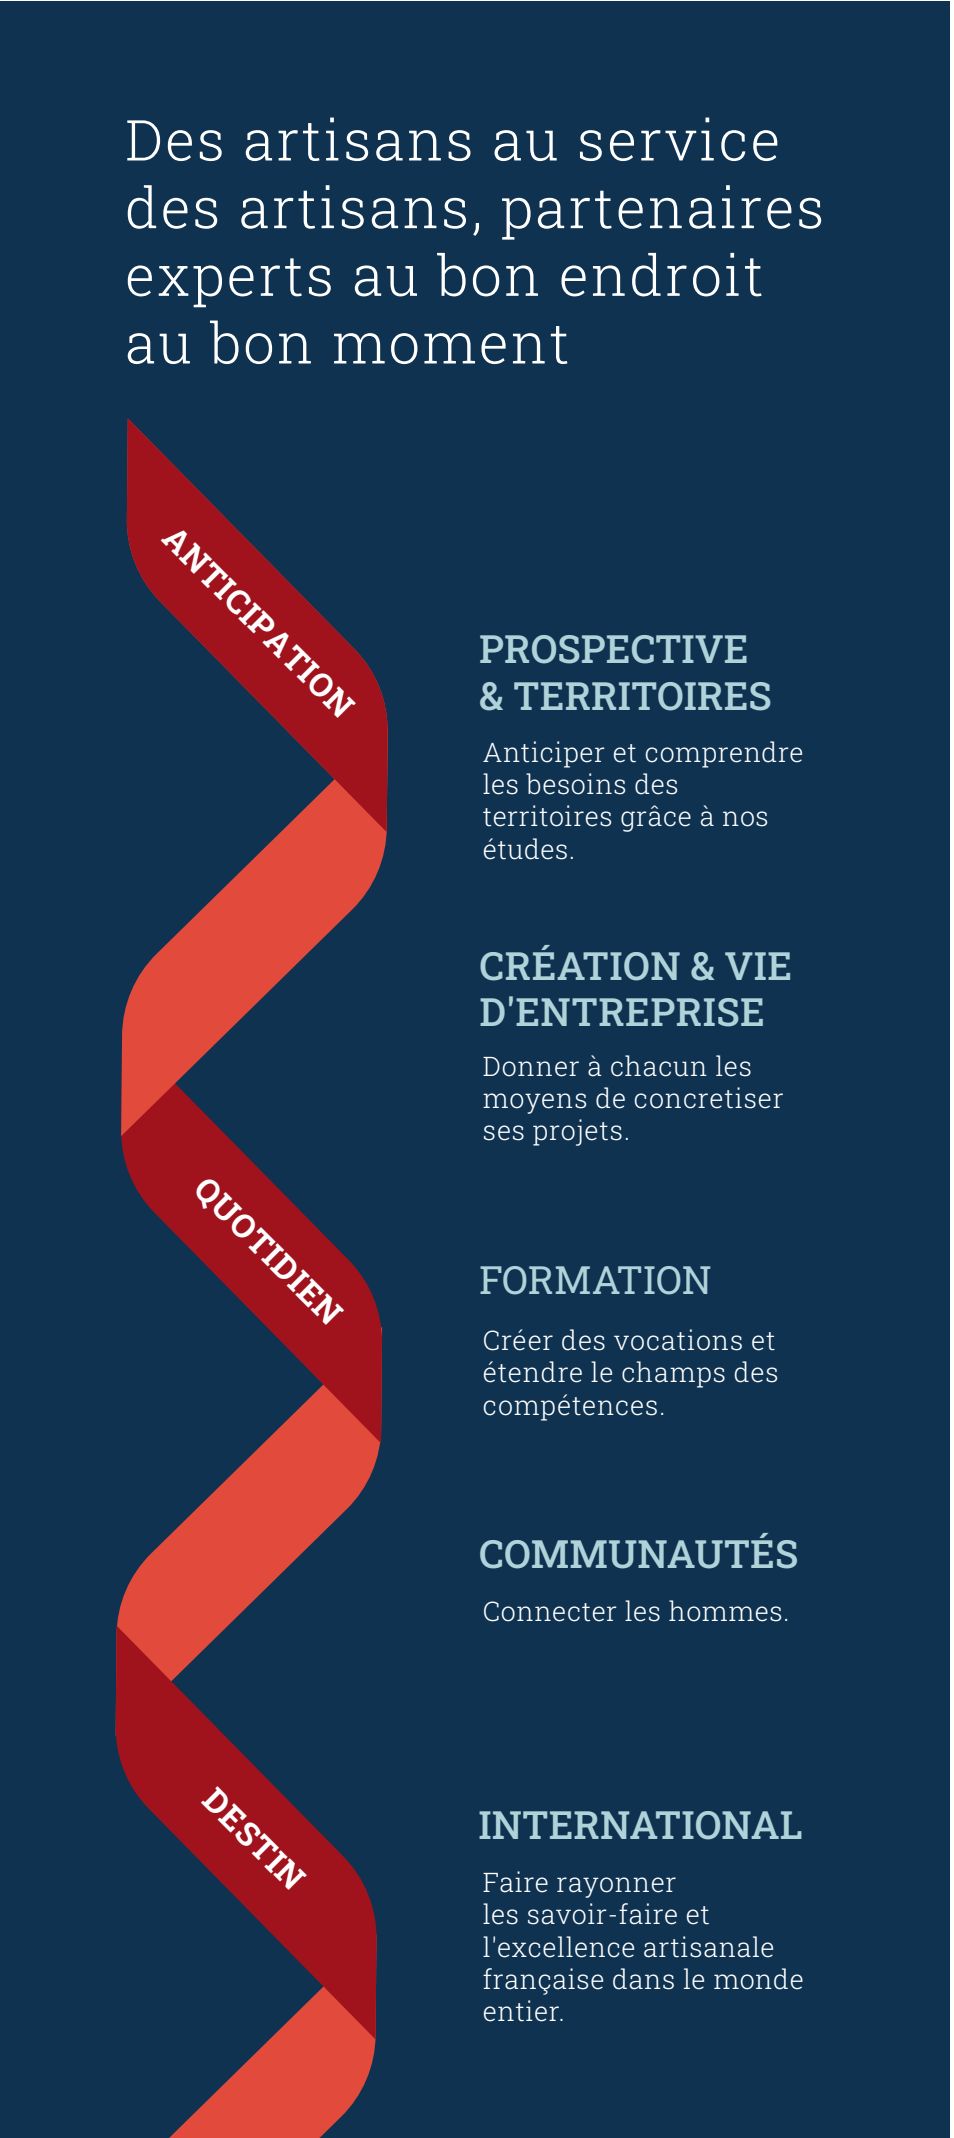 Des artisans au service
des artisans, partenaires
experts au bon endroit
au bon moment
ANTICIPATION
PROSPECTIVE
& TERRITOIRES
Anticiper et comprendre
les besoins des
territoires grâce à nos
études.
CRÉATION & VIE
D'ENTREPRISE
Donner à chacun les
moyens de concretiser
ses projets.
QUOTIDIEN
FORMATION
Créer des vocations et
étendre le champs des
compétences.
COMMUNAUTÉS
Connecter les hommes.
DESTIN
INTERNATIONAL
Faire rayonner
les savoir-faire et
l'excellence artisanale
française dans le monde
entier.